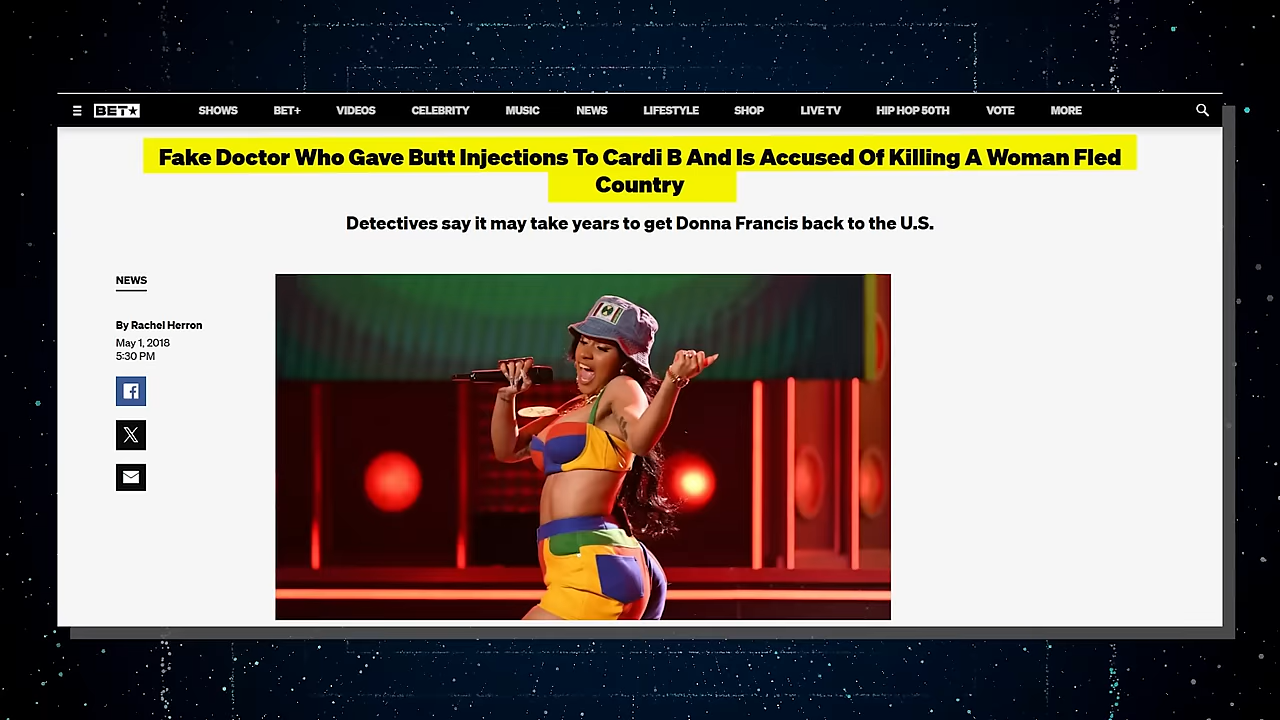 BET★ SHOWS BET+ VIDEOS CELEBRITY MUSIC NEWS LIFESTYLE SHOP LIVE TV HIP HOP 50TH VOTE MORE
Fake Doctor Who Gave Butt Injections To Cardi B And Is Accused Of Killing A Woman Fled
Country
Detectives say it may take years to get Donna Francis back to the U.S.
NEWS
By Rachel Herron
May 1, 2018
5:30 PM